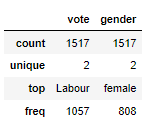 vote gender
count 1517 1517
unique 2 2
top Labour female
freq 1057 808